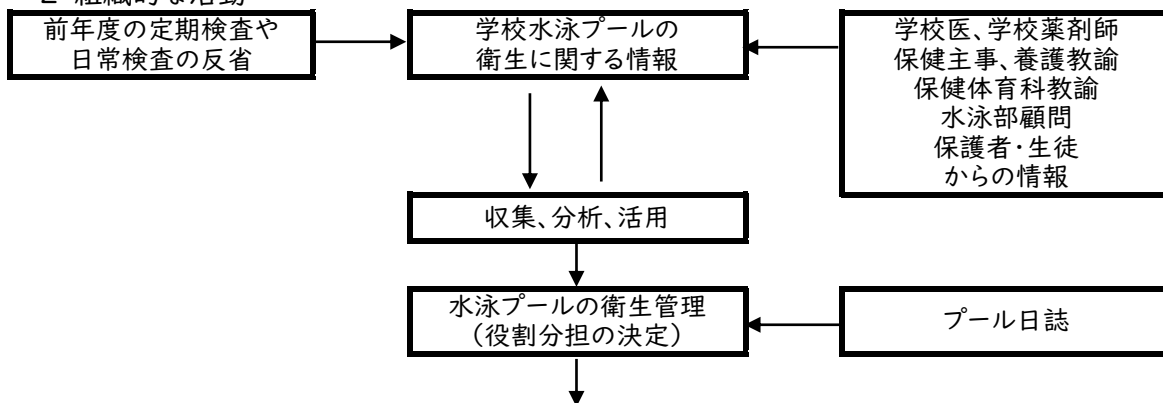 前年度の定期検査や
日常検査の反省
学校水泳プールの
衛生に関する情報
学校医、学校薬剤師
保健主事、養護教諭
保健体育科教諭
水泳部顧問
保護者・生徒
からの情報
収集、分析、活用
水泳プールの衛生管理
（役割分担の決定）
プール日誌